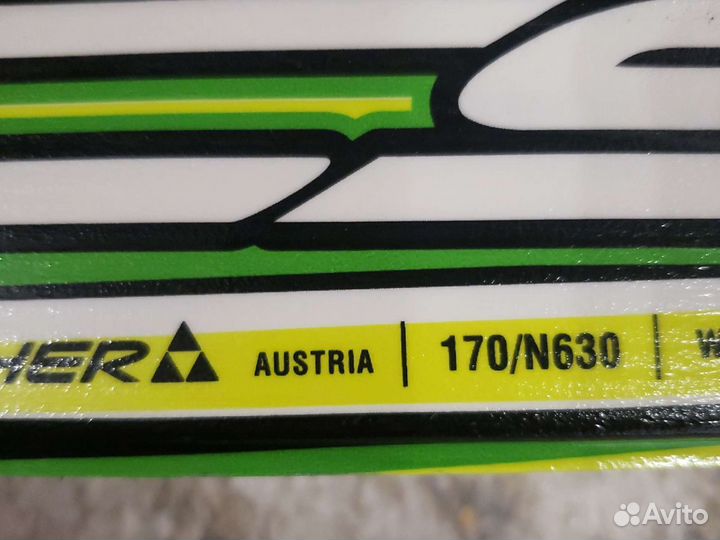 HER AUSTRIA | 170/N630 |
Avito